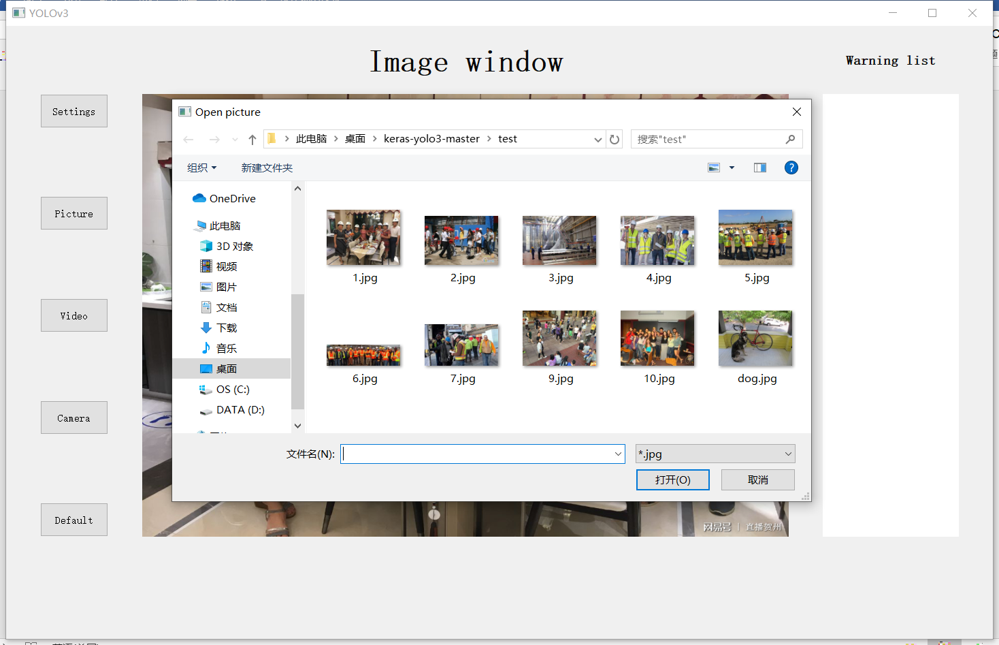 YOLOv3
Image window
Warning list
Settings
Picture
Video
Camera
Default
Open picture
此电脑 桌面 keras-yolo3-master test
搜索"test"
组织
新建文件夹
OneDrive
此电脑
3D 对象
视频
图片
文档
下载
音乐
桌面
OS (C:)
DATA (D:)
1.jpg
2.jpg
3.jpg
4.jpg
5.jpg
6.jpg
7.jpg
9.jpg
10.jpg
dog.jpg
文件名(N):
*.jpg
打开(O)
取消
网易号 | 直播贺州